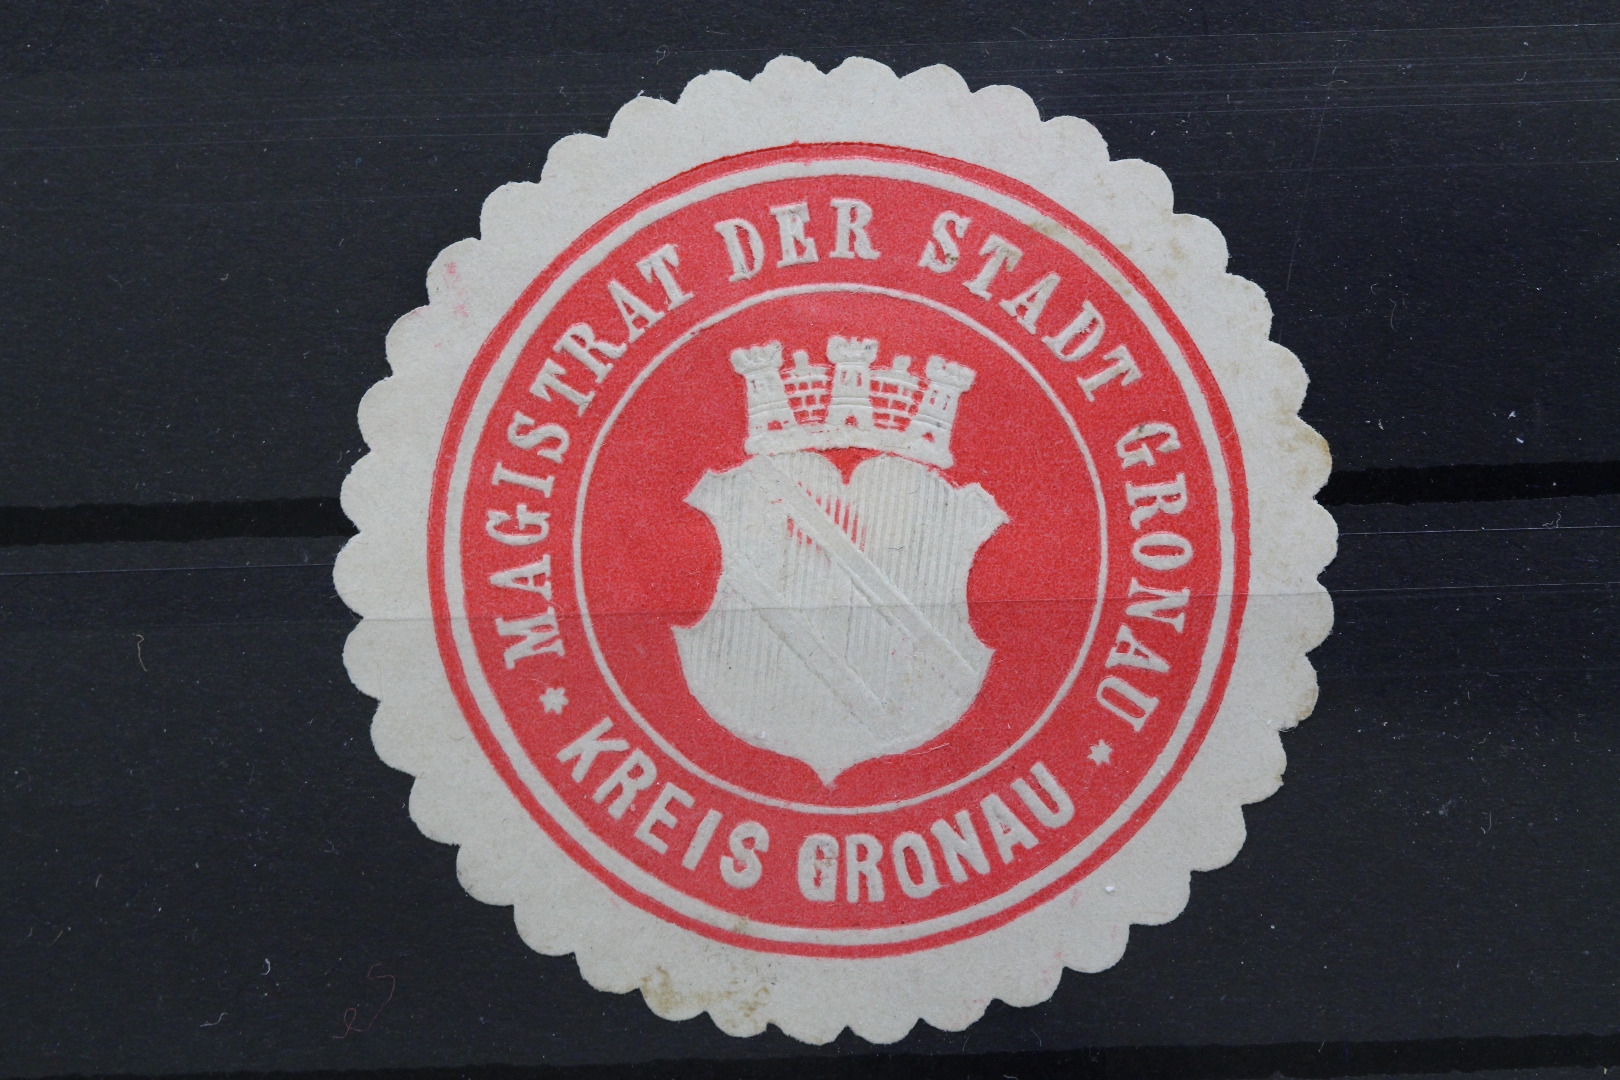 MAGISTRAT DER STADT GRONAU
* KREIS GRONAU *